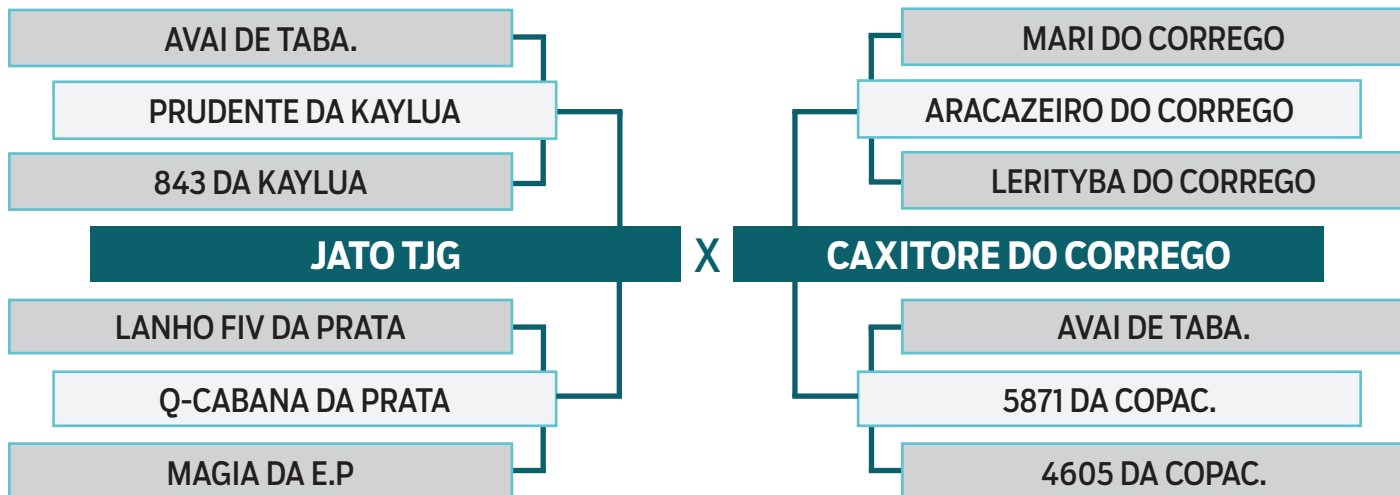 AVAI DE TABA.
PRUDENTE DA KAYLUA
843 DA KAYLUA
JATO TJG
LANHO FIV DA PRATA
Q-CABANA DA PRATA
MAGIA DA E.P
X
MARI DO CORREGO
ARACAZEIRO DO CORREGO
LERITYBA DO CORREGO
CAXITORE DO CORREGO
AVAI DE TABA.
5871 DA COPAC.
4605 DA COPAC.